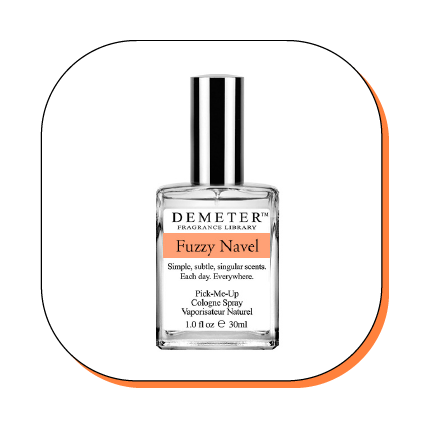 DEMETER™
FRAGRANCE LIBRARY
Fuzzy Navel
Simple, subtle, singular scents.
Each day. Everywhere.
Pick-Me-Up
Cologne Spray
Vaporisateur Naturel
1.0 fl oz ℮ 30ml